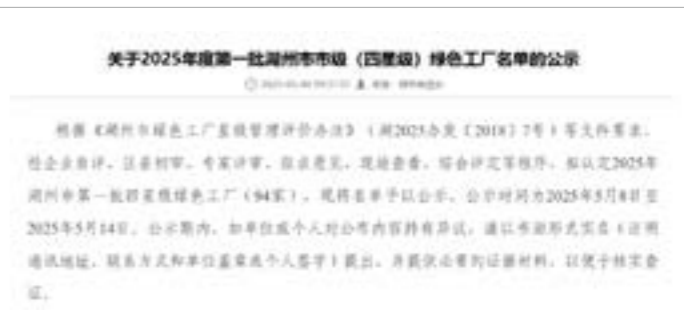 关于2025年度第一批湖州市市级（四星级）绿色工厂名单的公示
根据《湖州市绿色工厂星级管理评价办法》（湖2025办发〔2018〕7号）等文件要求，
经企业自评、区县初审、专家评审、征求意见、现场查看、综合评定等程序，拟认定2025年
湖州市第一批四星级绿色工厂（94家），现将名单予以公示，公示时间为2025年5月8日至
2025年5月14日。公示期内，如单位或个人对公布内容持有异议，请以书面形式实名（注明
通讯地址、联系方式和单位盖章或个人签字）提出，并提供必要的证据材料，以便于核实查
证。